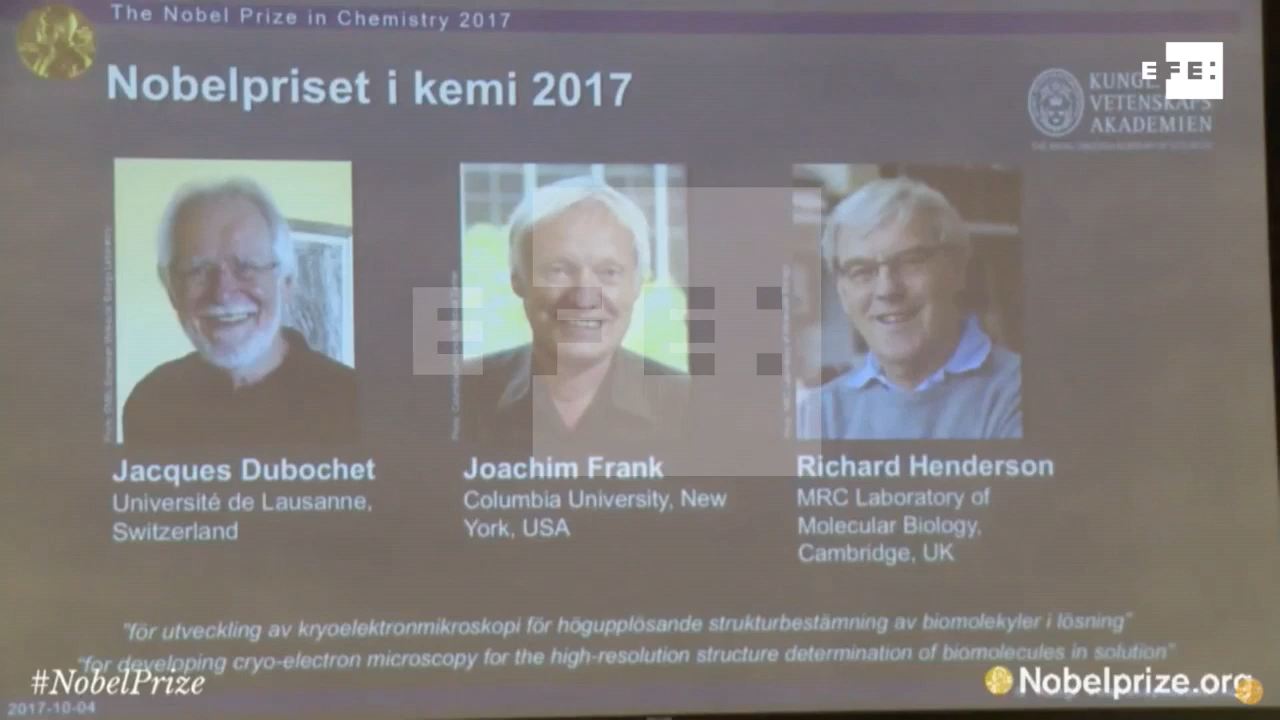 The Nobel Prize in Chemistry 2017
EFE:
Nobelpriset i kemi 2017
KUNGL.
VETENSKAPS
AKADEMIEN
EFE:
Jacques Dubochet
Université de Lausanne,
Switzerland
Joachim Frank
Columbia University, New
York, USA
Richard Henderson
MRC Laboratory of
Molecular Biology,
Cambridge, UK
"för utveckling av kryoelektronmikroskopi för högupplösande strukturbestämning av biomolekyler i lösning"
"for developing cryo-electron microscopy for the high-resolution structure determination of biomolecules in solution"
#NobelPrize
Nobelprize.org
2017-10-04